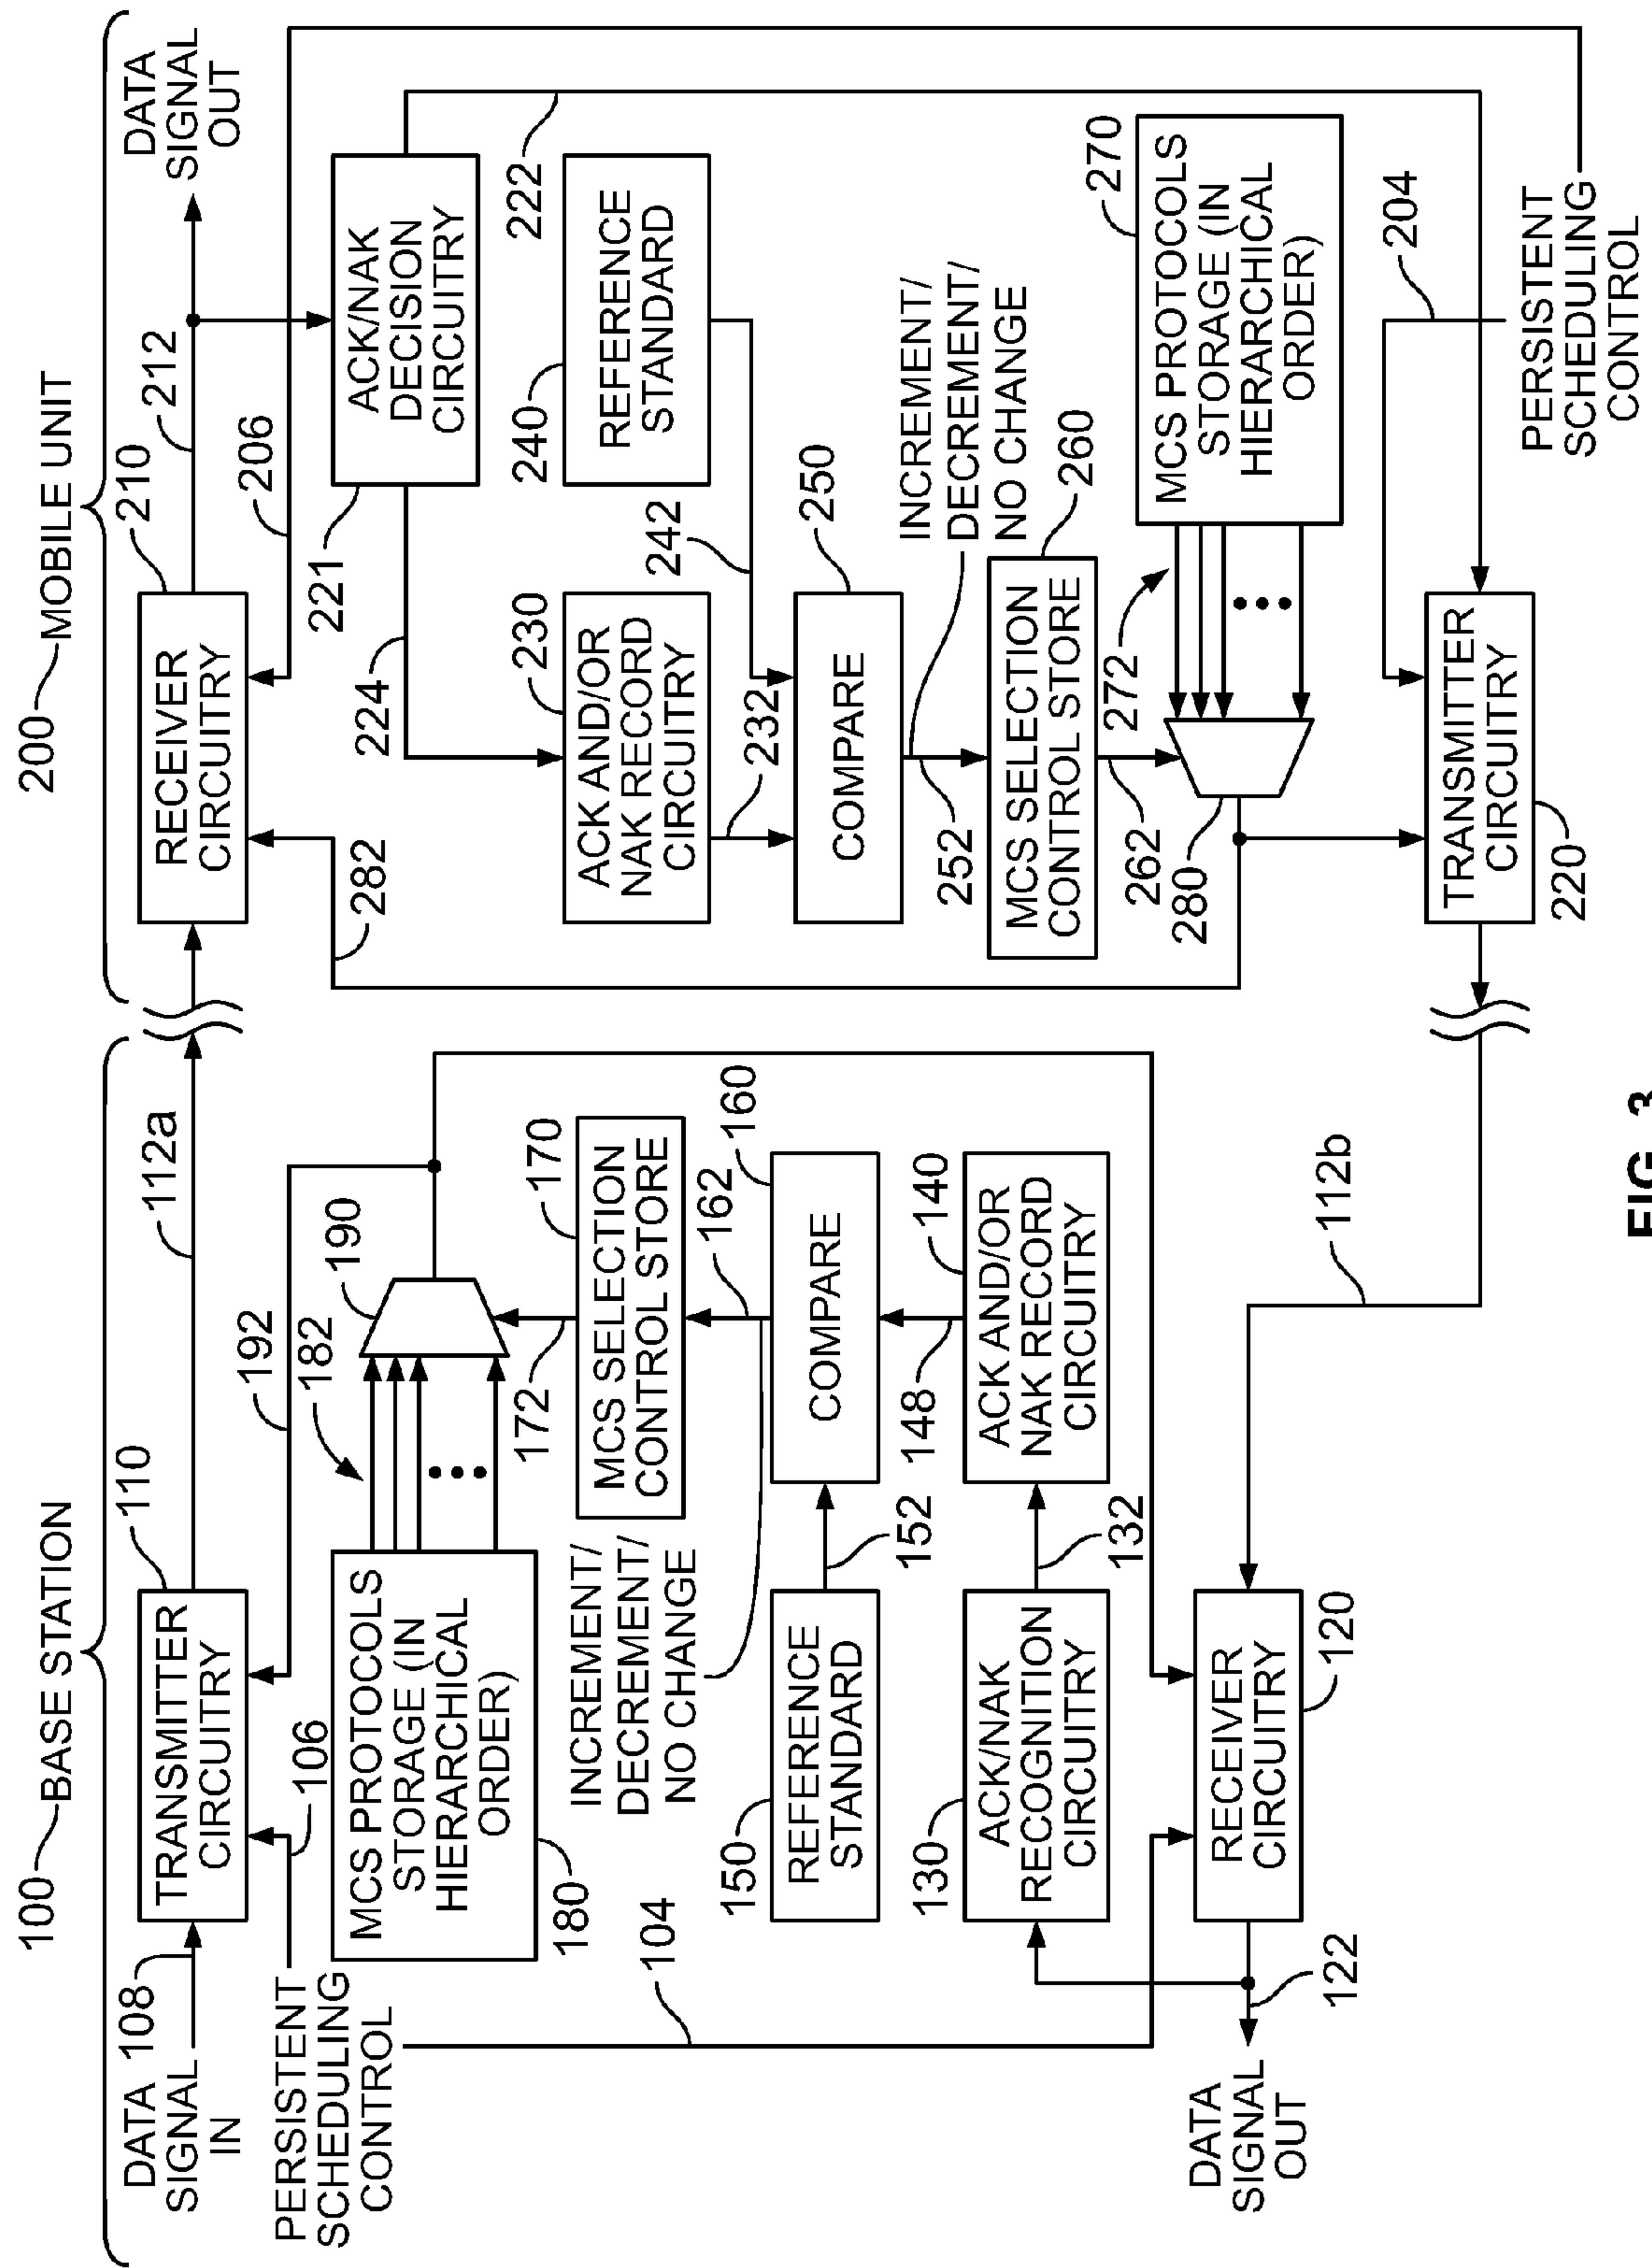 100
BASE STATION
200
MOBILE UNIT
DATA
SIGNAL
IN
108
TRANSMITTER
CIRCUITRY
110
112a
RECEIVER
CIRCUITRY
210
212
DATA
SIGNAL
OUT
PERSISTENT
SCHEDULING
CONTROL
106
192
182
190
282
206
MCS PROTOCOLS
STORAGE (IN
HIERARCHICAL
ORDER)
180
221
224
ACK/NAK
DECISION
CIRCUITRY
222
172
MCS SELECTION
CONTROL STORE
170
INCREMENT/
DECREMENT/
NO CHANGE
230
ACK AND/OR
NAK RECORD
CIRCUITRY
232
240
REFERENCE
STANDARD
242
104
150
REFERENCE
STANDARD
152
COMPARE
160
162
148
COMPARE
250
252
INCREMENT/
DECREMENT/
NO CHANGE
130
ACK/NAK
RECOGNITION
CIRCUITRY
132
ACK AND/OR
NAK RECORD
CIRCUITRY
140
MCS SELECTION
CONTROL STORE
260
262
272
280
MCS PROTOCOLS
STORAGE (IN
HIERARCHICAL
ORDER)
270
DATA
SIGNAL
OUT
122
RECEIVER
CIRCUITRY
120
112b
TRANSMITTER
CIRCUITRY
220
204
PERSISTENT
SCHEDULING
CONTROL
FIG. 3